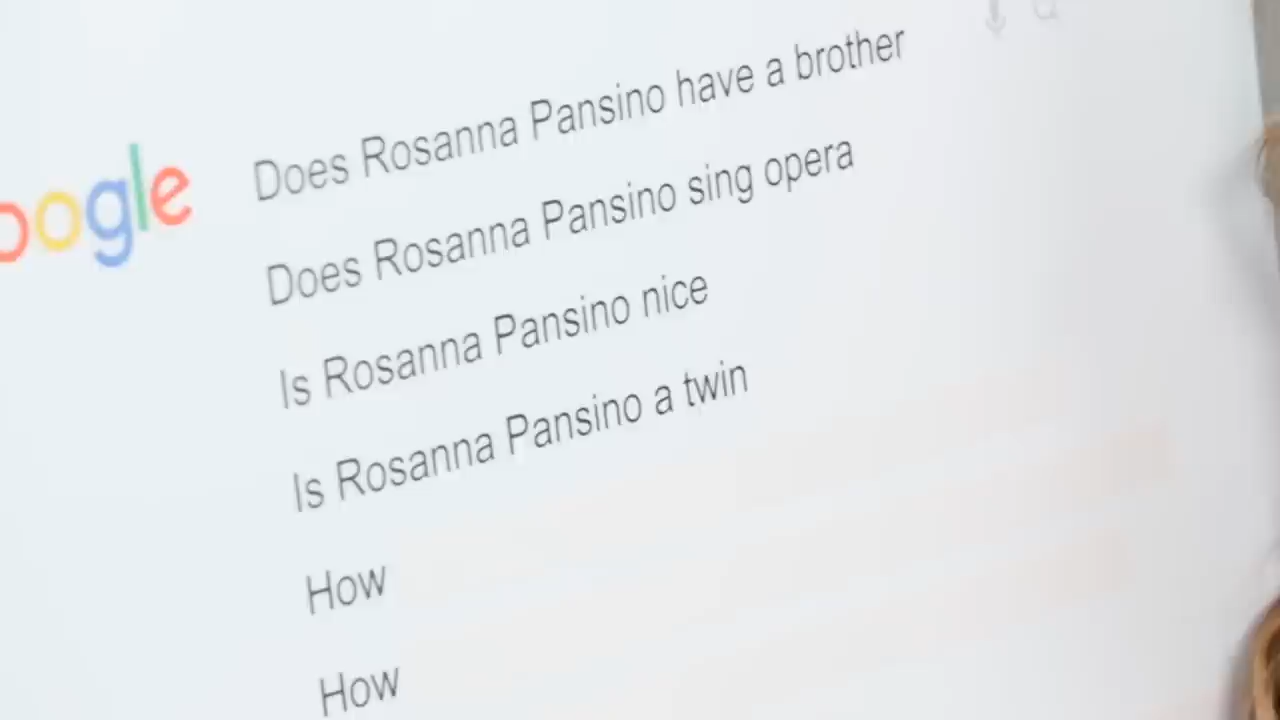 oogle
Does Rosanna Pansino have a brother
Does Rosanna Pansino sing opera
Is Rosanna Pansino nice
Is Rosanna Pansino a twin
How
How